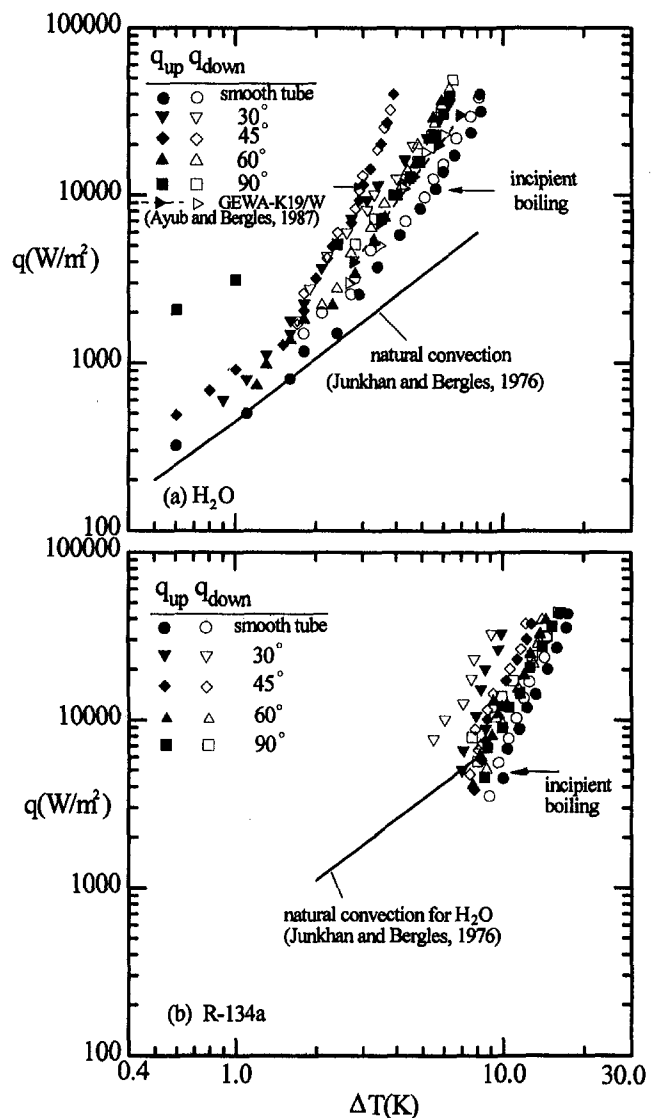 100000
q_up q_down
smooth tube
30°
45°
60°
90°
GEWA-K19/W
(Ayub and Bergles, 1987)
10000
incipient
boiling
q(W/m²)
1000
natural convection
(Junkhan and Bergles, 1976)
(a) H₂O
100
100000
q_up q_down
smooth tube
30°
45°
60°
90°
10000
q(W/m²)
incipient
boiling
1000
natural convection for H₂O
(Junkhan and Bergles, 1976)
(b) R-134a
100
0.4 1.0 10.0 30.0
ΔT(K)